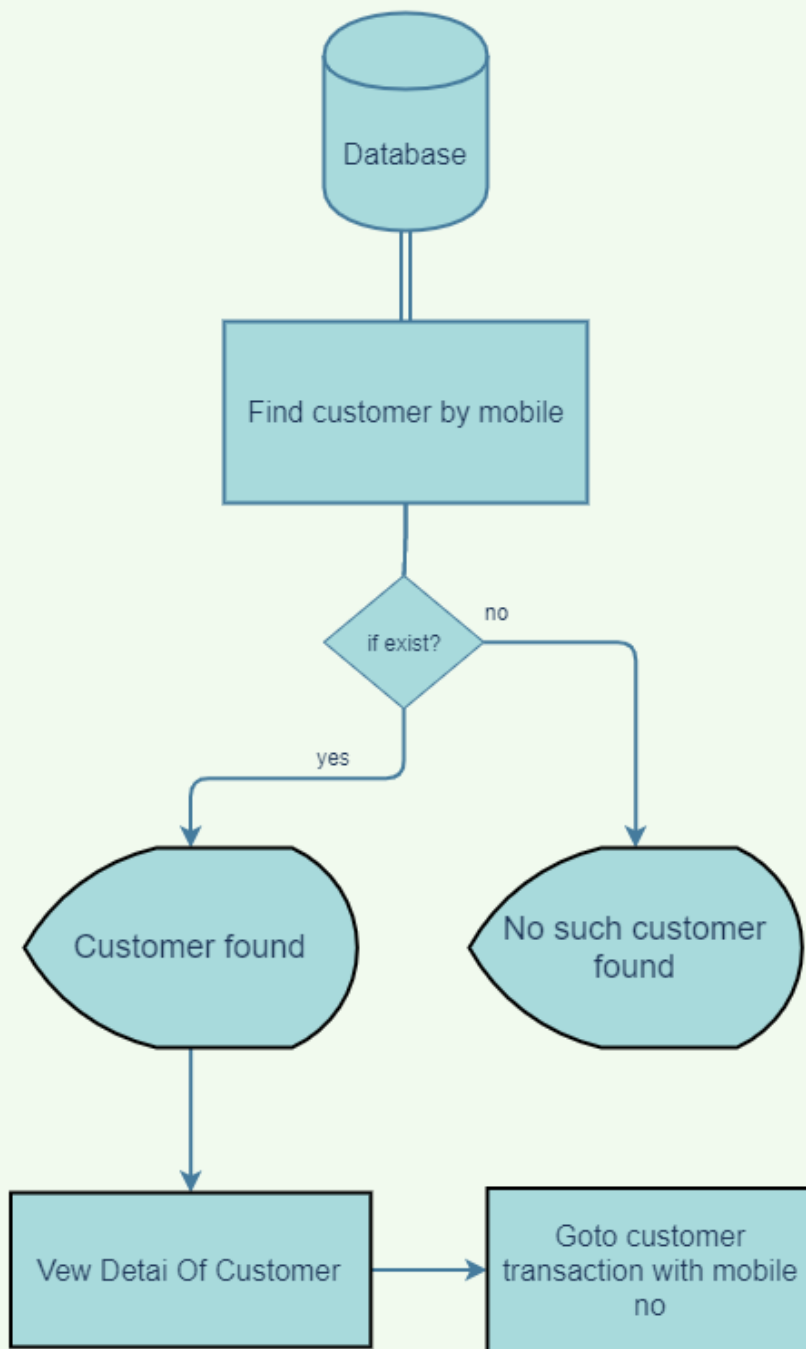 Database
Find customer by mobile
if exist?
no
yes
Customer found
No such customer
found
Vew Detai Of Customer
Goto customer
transaction with mobile
no